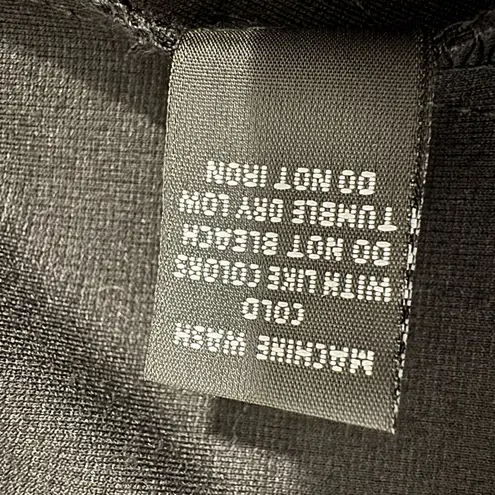 MACHINE WASH
COLD
WITH LIKE COLORS
DO NOT BLEACH
TUMBLE DRY LOW
DO NOT IRON